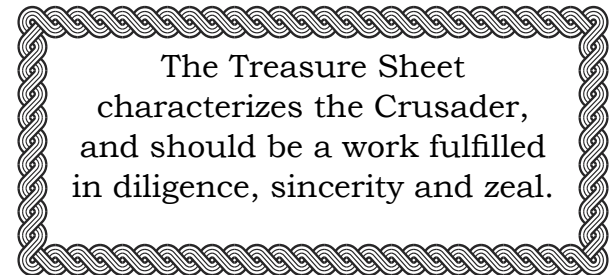 The Treasure Sheet
characterizes the Crusader,
and should be a work fulfilled
in diligence, sincerity and zeal.